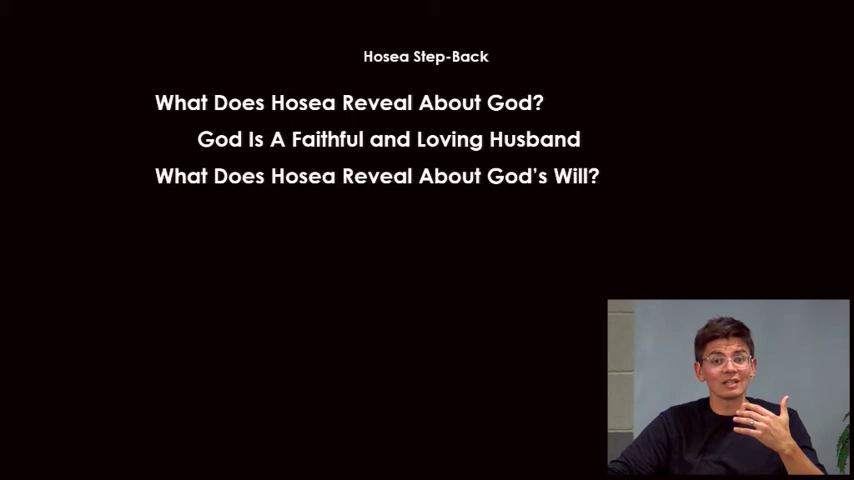 Hosea Step-Back
What Does Hosea Reveal About God?
God Is A Faithful and Loving Husband
What Does Hosea Reveal About God's Will?